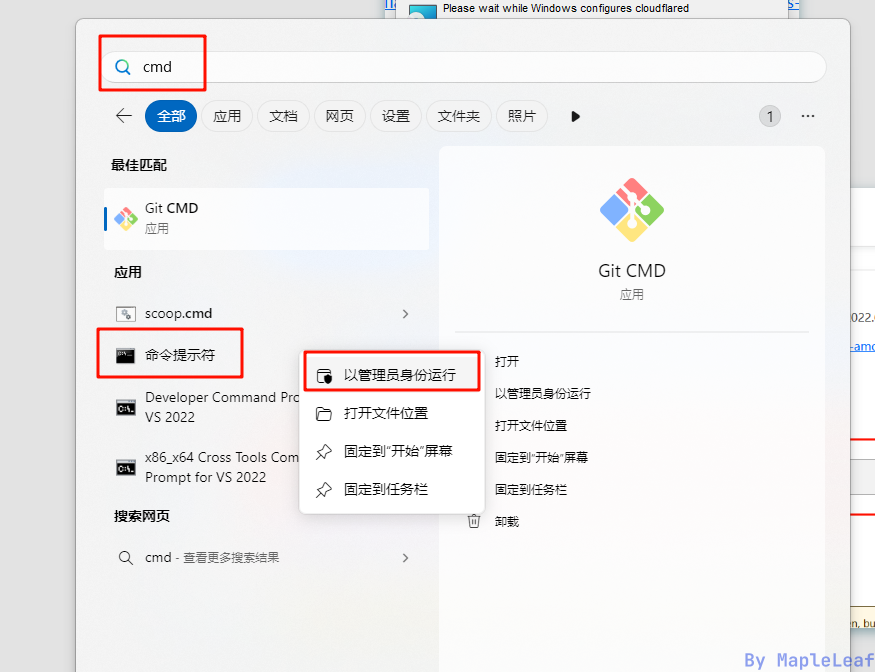 Please wait while Windows configures cloudflared
cmd
全部 应用 文档 网页 设置 文件夹 照片 1
最佳匹配
Git CMD
应用
应用
scoop.cmd
命令提示符
Developer Command Pro
VS 2022
x86_x64 Cross Tools Com
Prompt for VS 2022
搜索网页
cmd - 查看更多搜索结果
以管理员身份运行
打开文件位置
固定到"开始"屏幕
固定到任务栏
Git CMD
应用
打开
以管理员身份运行
打开文件位置
固定到"开始"屏幕
固定到任务栏
卸载
By MapleLeaf